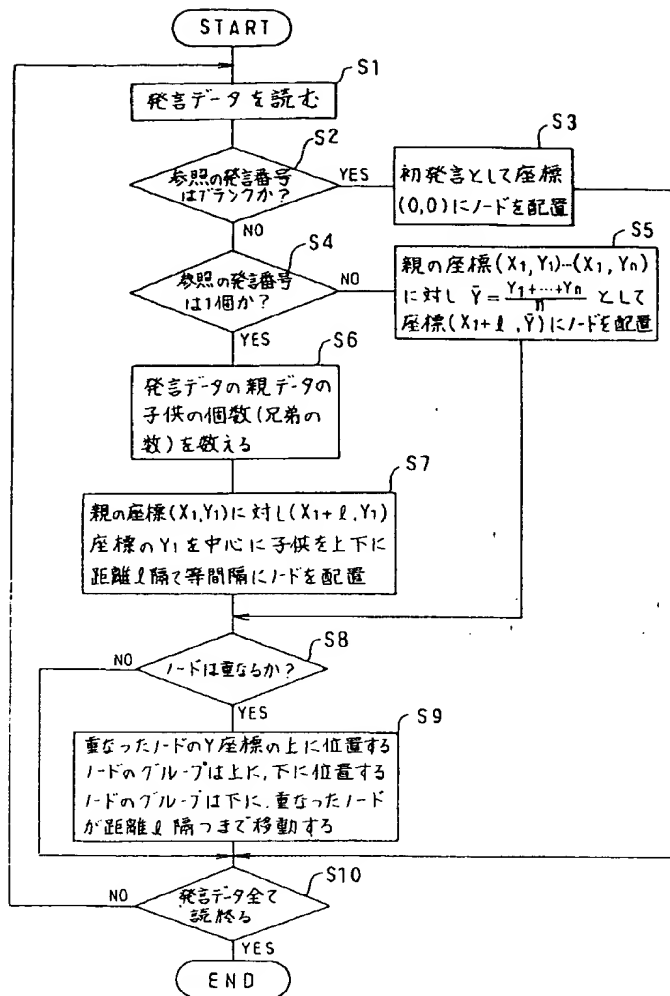 START
S1
発言データを読む
S2
参照の発言番号
はブランクか?
YES
NO
S3
初発言として座標
(0,0)にノードを配置
S4
参照の発言番号
は1個か?
NO
YES
S5
親の座標(X1,Y1)…(X1,Yn)
に対し Ȳ=Y1+…+Yn/n として
座標(X1+ℓ,Ȳ)にノードを配置
S6
発言データの親データの
子供の個数(兄弟の
数)を数える
S7
親の座標(X1,Y1)に対し(X1+ℓ,Y1)
座標のY1を中心に子供を上下に
距離ℓ隔て等間隔にノードを配置
S8
ノードは重なるか?
NO
YES
S9
重なったノードのY座標の上に位置する
ノードのグループは上に,下に位置する
ノードのグループは下に,重なったノード
が距離ℓ隔つまで移動する
S10
発言データ全て
読終る
NO
YES
END